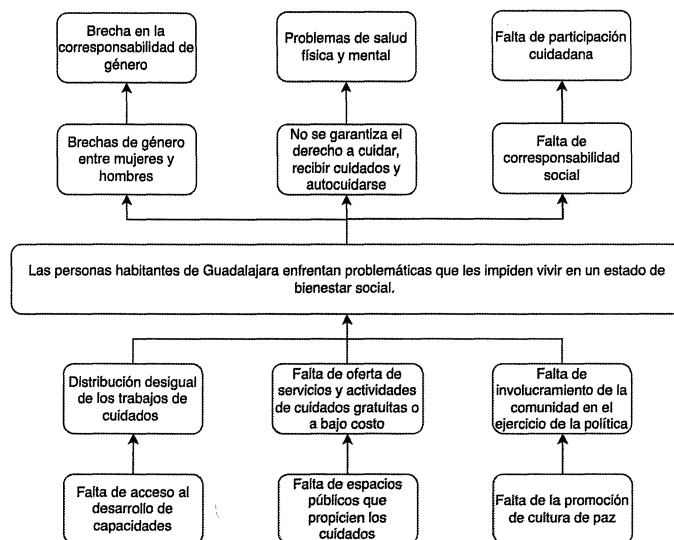 Brecha en la
corresponsabilidad de
género
Problemas de salud
física y mental
Falta de participación
cuidadana
Brechas de género
entre mujeres y
hombres
No se garantiza el
derecho a cuidar,
recibir cuidados y
autocuidarse
Falta de
corresponsabilidad
social
Las personas habitantes de Guadalajara enfrentan problemáticas que les impiden vivir en un estado de
bienestar social.
Distribución desigual
de los trabajos de
cuidados
Falta de oferta de
servicios y actividades
de cuidados gratuitas o
a bajo costo
Falta de
involucramiento de la
comunidad en el
ejercicio de la política
Falta de acceso al
desarrollo de
capacidades
Falta de espacios
públicos que
propicien los
cuidados
Falta de la promoción
de cultura de paz